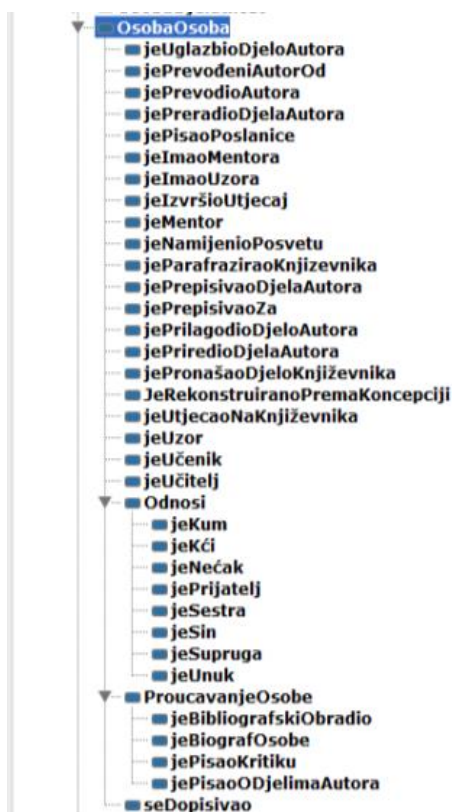 OsobaOsoba
jeUglazbioDjeloAutora
jePrevođeniAutorOd
jePrevodioAutora
jePreradioDjelaAutora
jePisaoPoslanice
jeImaoMentora
jeImaoUzora
jeIzvršioUtjecaj
jeMentor
jeNamijenioPosvetu
jeParafraziraoKnjizevnika
jePrepisivaoDjelaAutora
jePrepisivaoZa
jePrilagodioDjeloAutora
jePriredioDjelaAutora
jePronašaoDjeloKnjiževnika
JeRekonstruiranoPremaKoncepciji
jeUtjecaoNaKnjiževnika
jeUzor
jeUčenik
jeUčitelj
Odnosi
jeKum
jeKći
jeNećak
jePrijatelj
jeSestra
jeSin
jeSupruga
jeUnuk
ProucavanjeOsobe
jeBibliografskiObradio
jeBiografOsobe
jePisaoKritiku
jePisaoODjelimaAutora
seDopisivao